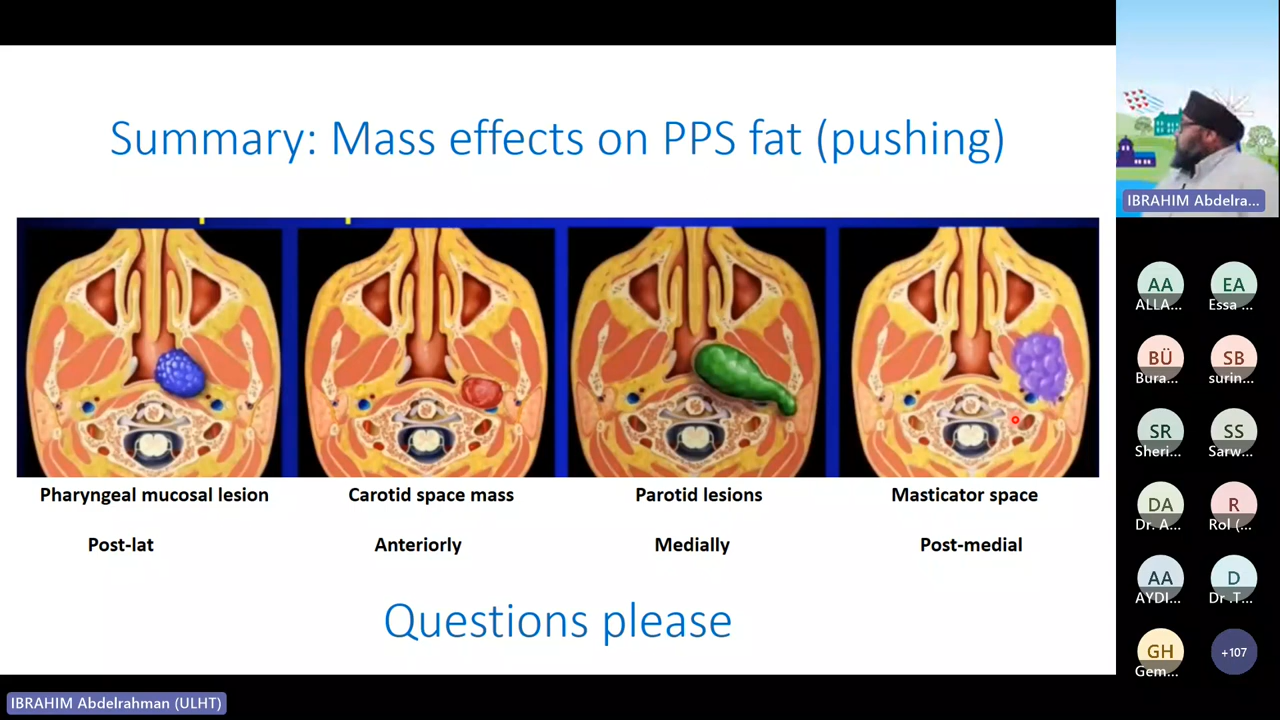 Summary: Mass effects on PPS fat (pushing)
Pharyngeal mucosal lesion
Carotid space mass
Parotid lesions
Masticator space
Post-lat
Anteriorly
Medially
Post-medial
Questions please
IBRAHIM Abdelrahman (ULHT)
IBRAHIM Abdelra...
AA
EA
ALLA...
Essa ...
BÜ
SB
Bura...
surin...
SR
SS
Sheri...
Sarw...
DA
R
Dr. A...
Rol (...
AA
D
AYDI...
Dr .T...
GH
+107
Gem...